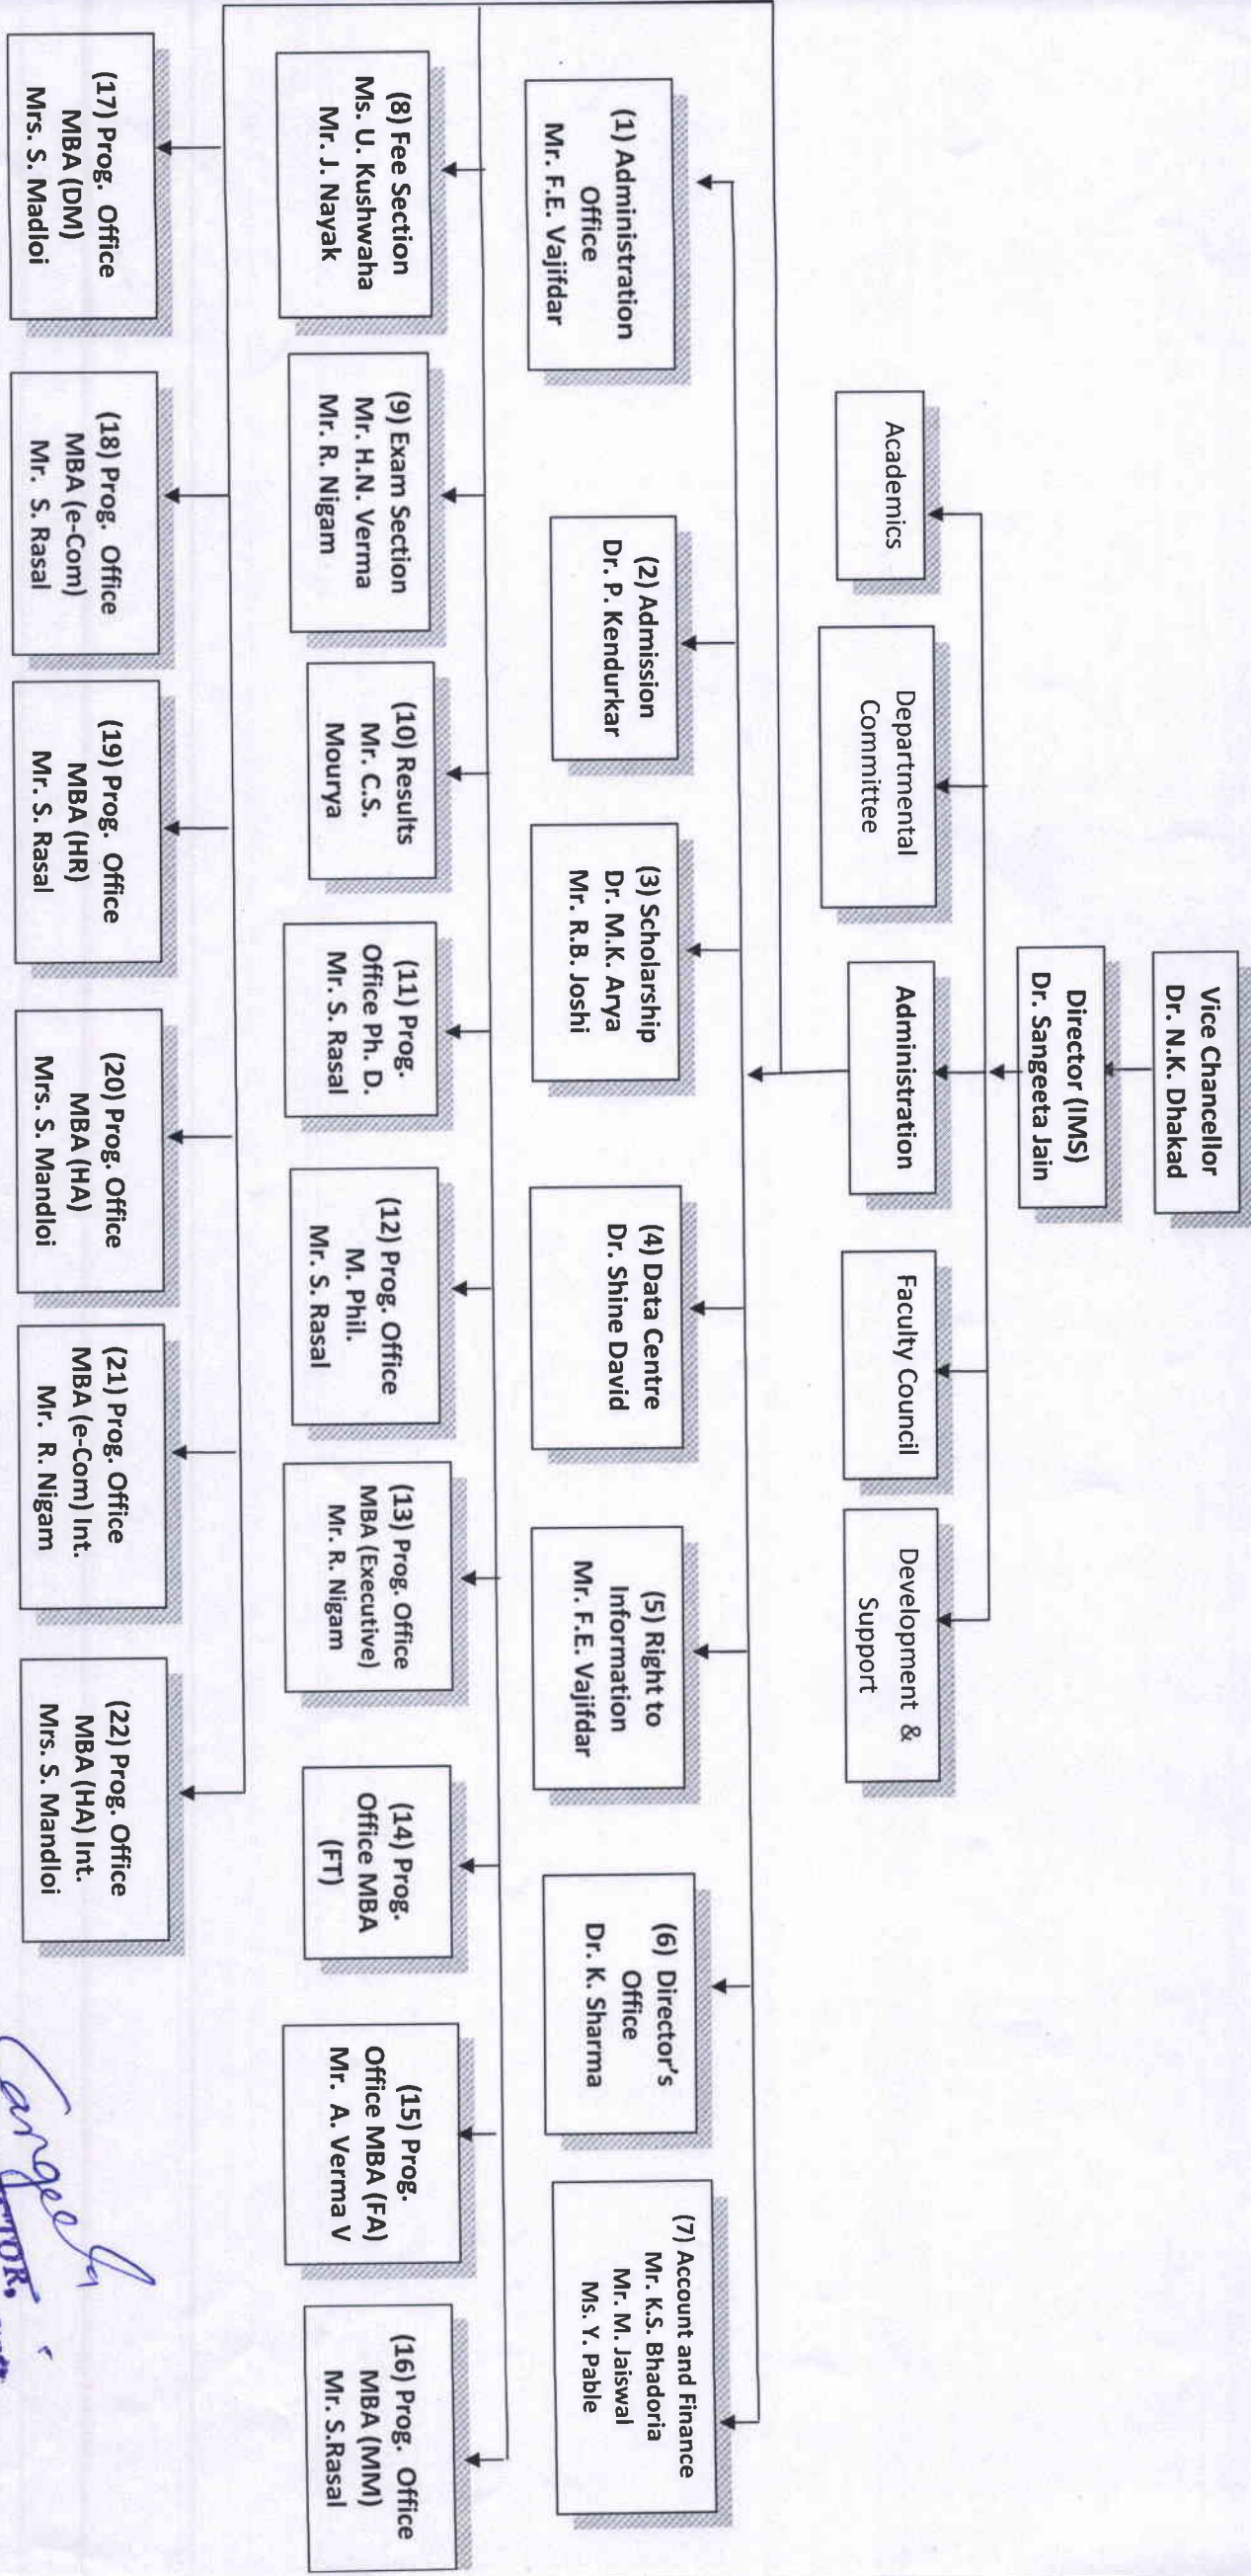 Vice Chancellor
Dr. N.K. Dhakad
Director (IMS)
Dr. Sangeeta Jain
Academics
Departmental
Committee
Administration
Faculty Council
Development &
Support
(1) Administration
Office
Mr. F.E. Vajifdar
(2) Admission
Dr. P. Kendurkar
(3) Scholarship
Dr. M.K. Arya
Mr. R.B. Joshi
(4) Data Centre
Dr. Shine David
(5) Right to
Information
Mr. F.E. Vajifdar
(6) Director's
Office
Dr. K. Sharma
(7) Account and Finance
Mr. K.S. Bhadoria
Mr. M. Jaiswal
Ms. Y. Pable
(8) Fee Section
Ms. U. Kushwaha
Mr. J. Nayak
(9) Exam Section
Mr. H.N. Verma
Mr. R. Nigam
(10) Results
Mr. C.S.
Mourya
(11) Prog.
Office Ph. D.
Mr. S. Rasal
(12) Prog. Office
M. Phil.
Mr. S. Rasal
(13) Prog. Office
MBA (Executive)
Mr. R. Nigam
(14) Prog.
Office MBA
(FT)
(15) Prog.
Office MBA (FA)
Mr. A. Verma V
(16) Prog. Office
MBA (MM)
Mr. S.Rasal
(17) Prog. Office
MBA (DM)
Mrs. S. Madloi
(18) Prog. Office
MBA (e-Com)
Mr. S. Rasal
(19) Prog. Office
MBA (HR)
Mr. S. Rasal
(20) Prog. Office
MBA (HA)
Mrs. S. Mandloi
(21) Prog. Office
MBA (e-Com) Int.
Mr. R. Nigam
(22) Prog. Office
MBA (HA) Int.
Mrs. S. Mandloi